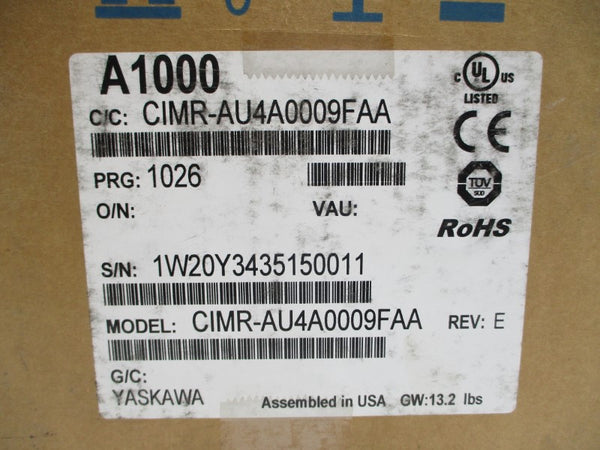 A1000
C/C: CIMR-AU4A0009FAA
PRG: 1026
O/N: VAU:
S/N: 1W20Y3435150011
MODEL: CIMR-AU4A0009FAA REV: E
G/C:
YASKAWA Assembled in USA GW:13.2 lbs
C UL US
LISTED
CE
TÜV
SÜD
RoHS